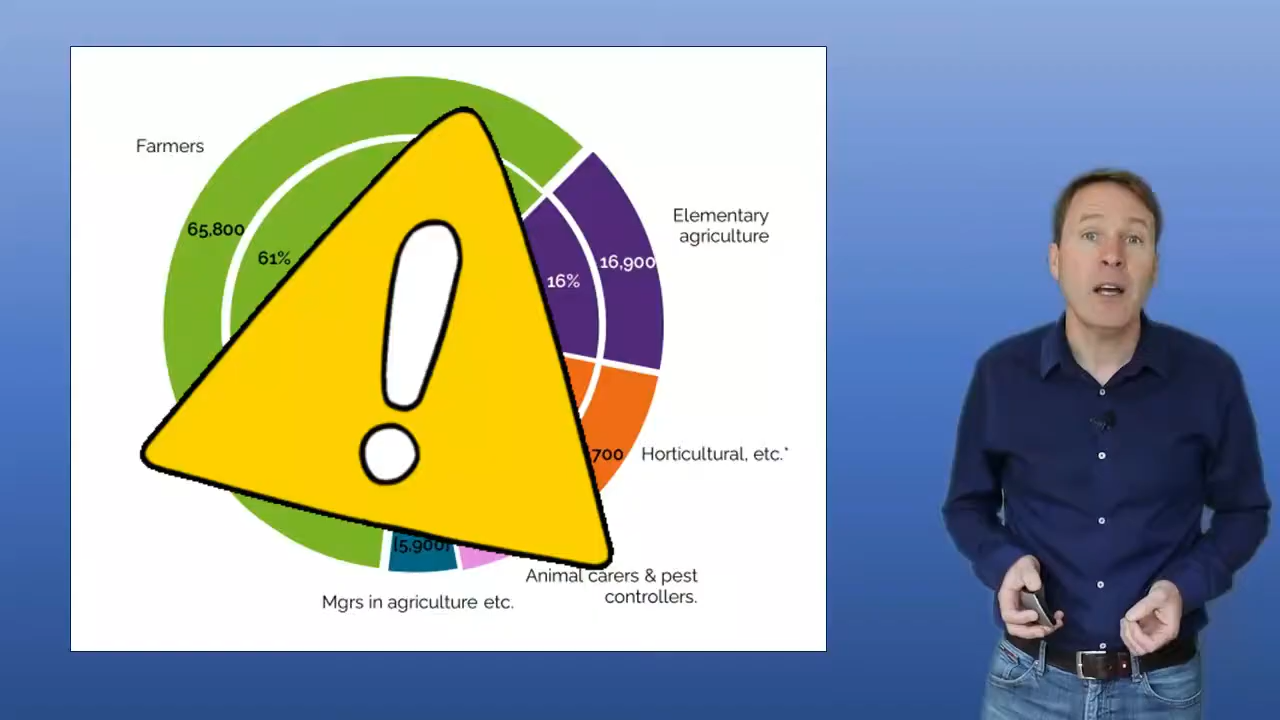 Farmers
65,800
61%
Elementary
agriculture
16,900
16%
700
Horticultural, etc.*
(5,900)
Animal carers & pest
controllers.
Mgrs in agriculture etc.